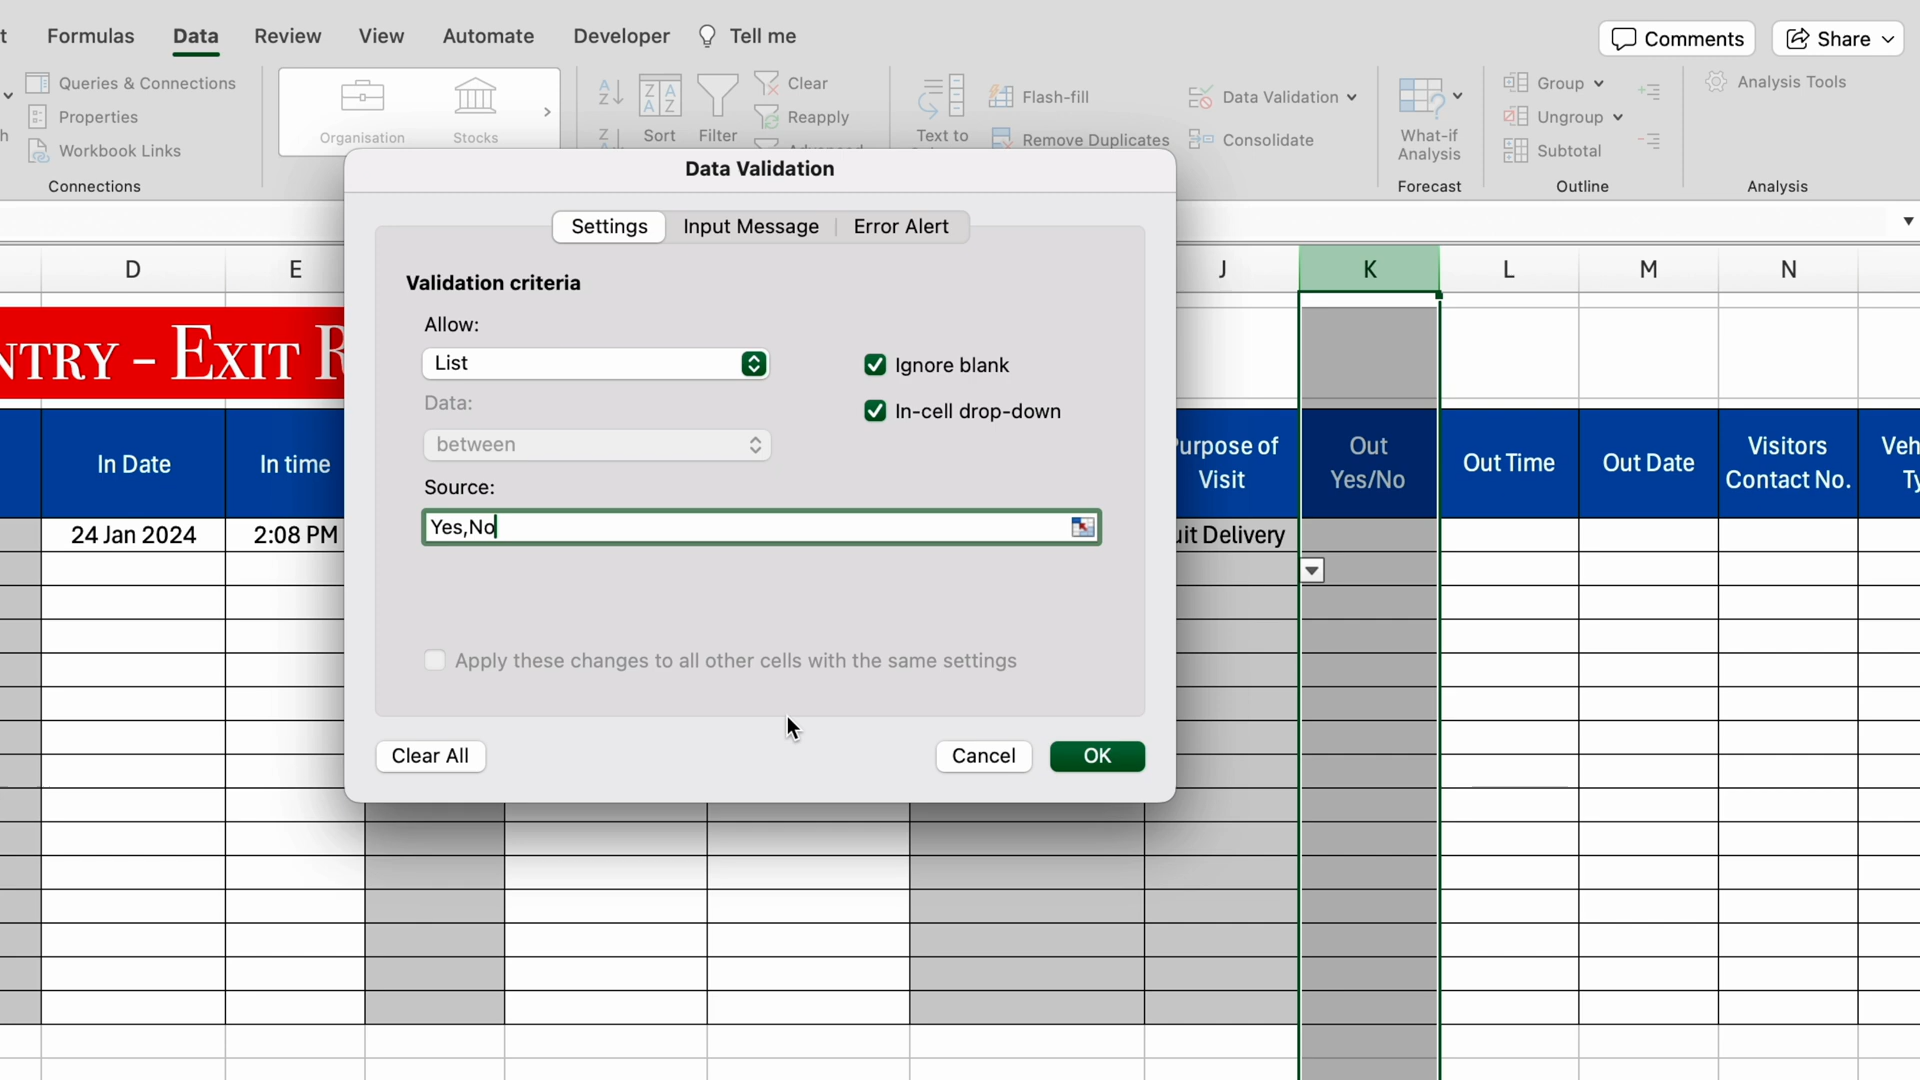 t Formulas Data Review View Automate Developer Tell me Comments Share
Queries & Connections
Properties
Workbook Links
Connections
Organisation Stocks
Sort Filter
Clear
Reapply
Text to
Flash-fill
Remove Duplicates
Data Validation
Consolidate
What-if
Analysis
Forecast
Group
Ungroup
Subtotal
Outline
Analysis Tools
Analysis
Data Validation
Settings Input Message Error Alert
Validation criteria
Allow:
List
Ignore blank
Data:
In-cell drop-down
between
Source:
Yes,No
Apply these changes to all other cells with the same settings
Clear All Cancel OK
D E J K L M N
NTRY – EXIT R
In Date In time
urpose of
Visit
Out
Yes/No
Out Time Out Date
Visitors
Contact No.
Veh
Ty
24 Jan 2024 2:08 PM uit Delivery